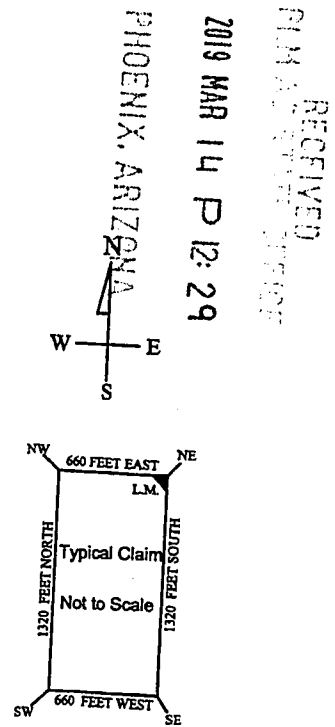 RECEIVED
2019 MAR 14 P 12: 29
PHOENIX, ARIZONA
N
W E
S
NW 660 FEET EAST NE
L.M.
1320 FEET NORTH
Typical Claim
Not to Scale
1320 FEET SOUTH
SW 660 FEET WEST SE